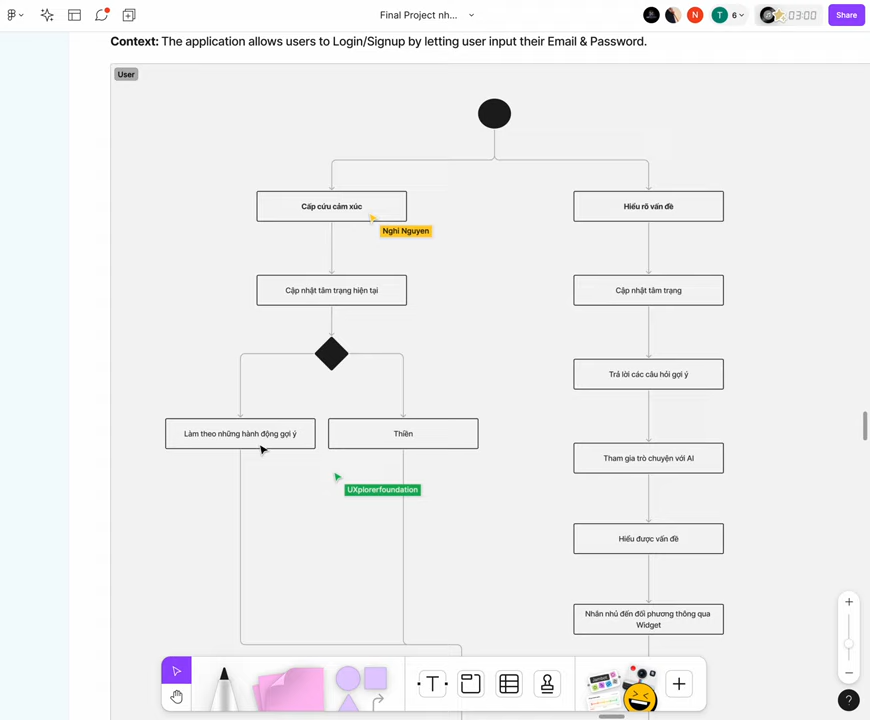 Final Project nh...
N
T
6
03:00
Share
Context: The application allows users to Login/Signup by letting user input their Email & Password.
User
Cấp cứu cảm xúc
Hiểu rõ vấn đề
Nghi Nguyen
Cập nhật tâm trạng hiện tại
Cập nhật tâm trạng
Trả lời các câu hỏi gợi ý
Làm theo những hành động gợi ý
Thiền
Tham gia trò chuyện với AI
UXplorerfoundation
Hiểu được vấn đề
Nhắn nhủ đến đối phương thông qua
Widget
T
?